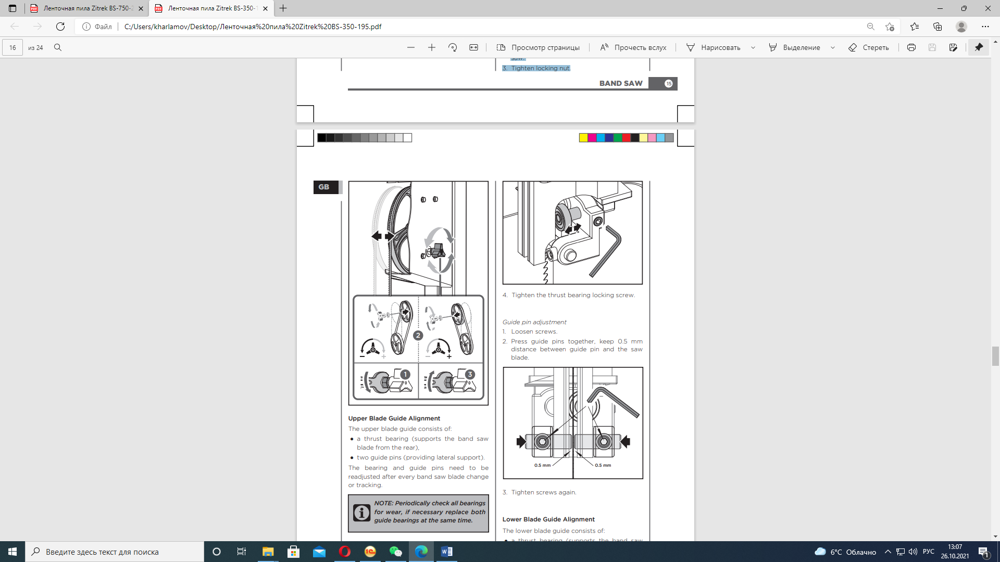 Ленточная пила Zitrek BS-750-2
Ленточная пила Zitrek BS-350-1
Файл
C:/Users/kharlamov/Desktop/Ленточная%20пила%20Zitrek%20BS-350-195.pdf
16 из 24
Просмотр страницы
Прочесть вслух
Нарисовать
Выделение
Стереть
saw.
3. Tighten locking nut.
BAND SAW 15
GB
2
− +
− +
1
3
Upper Blade Guide Alignment
The upper blade guide consists of:
● a thrust bearing (supports the band saw
blade from the rear),
● two guide pins (providing lateral support).
The bearing and guide pins need to be
readjusted after every band saw blade change
or tracking.
NOTE: Periodically check all bearings
for wear, if necessary replace both
guide bearings at the same time.
4. Tighten the thrust bearing locking screw.
Guide pin adjustment
1. Loosen screws.
2. Press guide pins together, keep 0.5 mm
distance between guide pin and the saw
blade.
0.5 mm 0.5 mm
3. Tighten screws again.
Lower Blade Guide Alignment
The lower blade guide consists of:
● a thrust bearing (supports the band saw
Введите здесь текст для поиска
6°C Облачно
РУС
13:07
26.10.2021
1